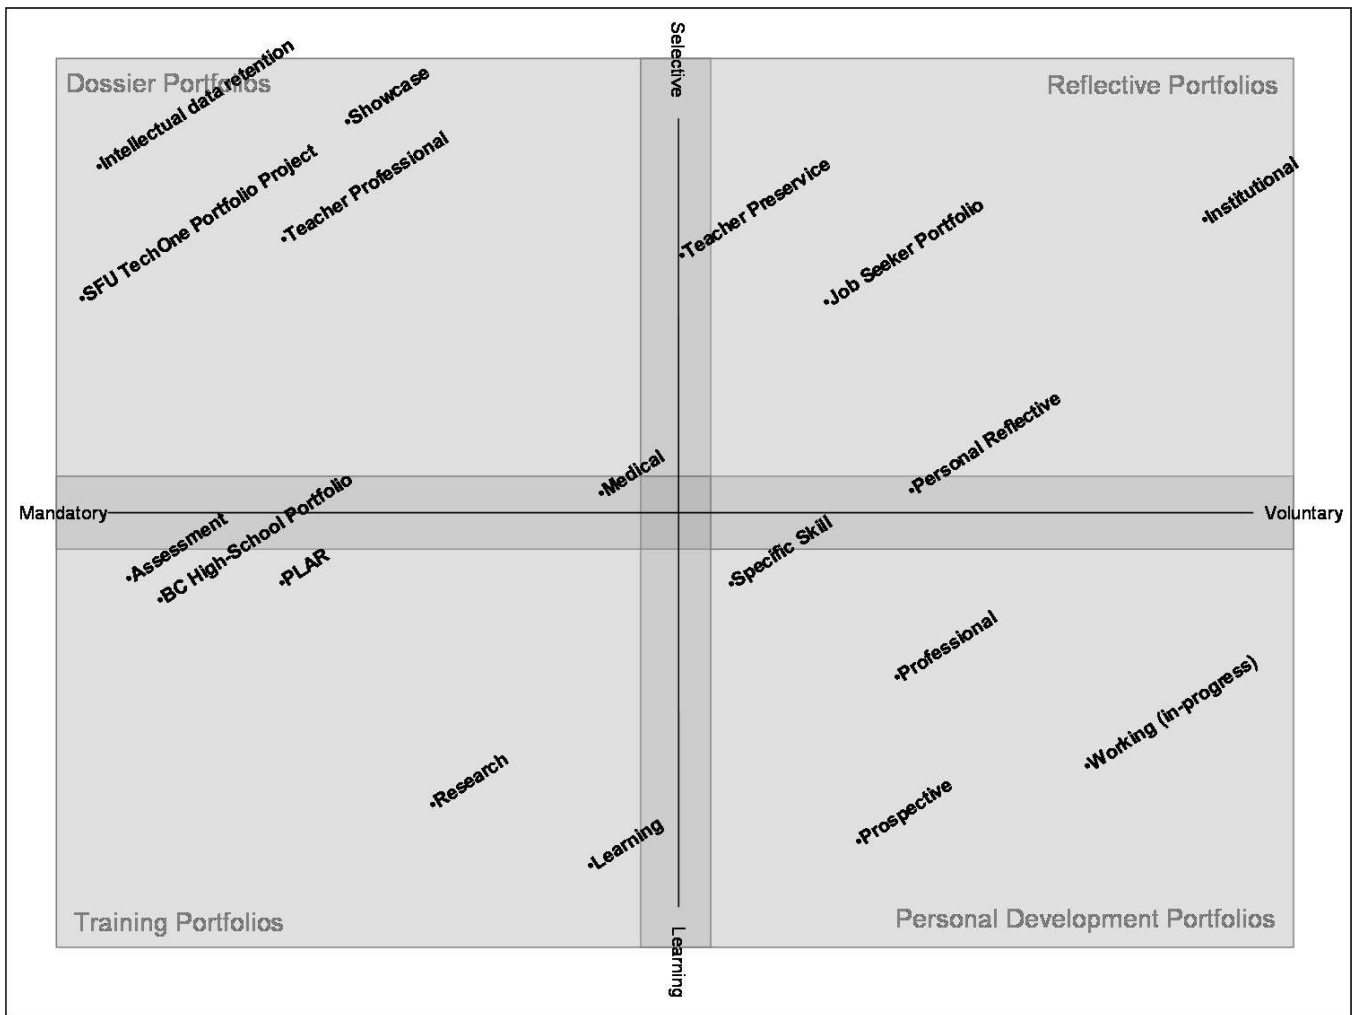 Selective
Dossier Portfolios
Reflective Portfolios
•Intellectual data retention
•Showcase
•SFU TechOne Portfolio Project
•Teacher Professional
•Teacher Preservice
•Job Seeker Portfolio
•Institutional
•Medical
•Personal Reflective
Mandatory
Voluntary
•Assessment
•BC High-School Portfolio
•PLAR
•Specific Skill
•Professional
•Working (in-progress)
•Research
•Learning
•Prospective
Training Portfolios
Personal Development Portfolios
Learning